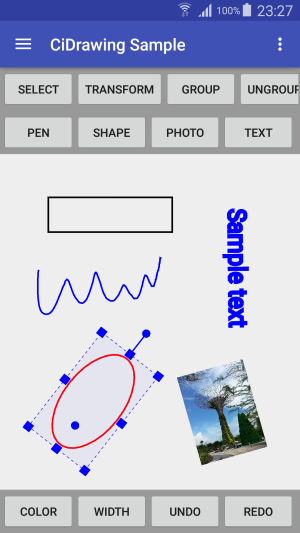 100% 23:27
CiDrawing Sample
SELECT TRANSFORM GROUP UNGROUP
PEN SHAPE PHOTO TEXT
Sample text
COLOR WIDTH UNDO REDO